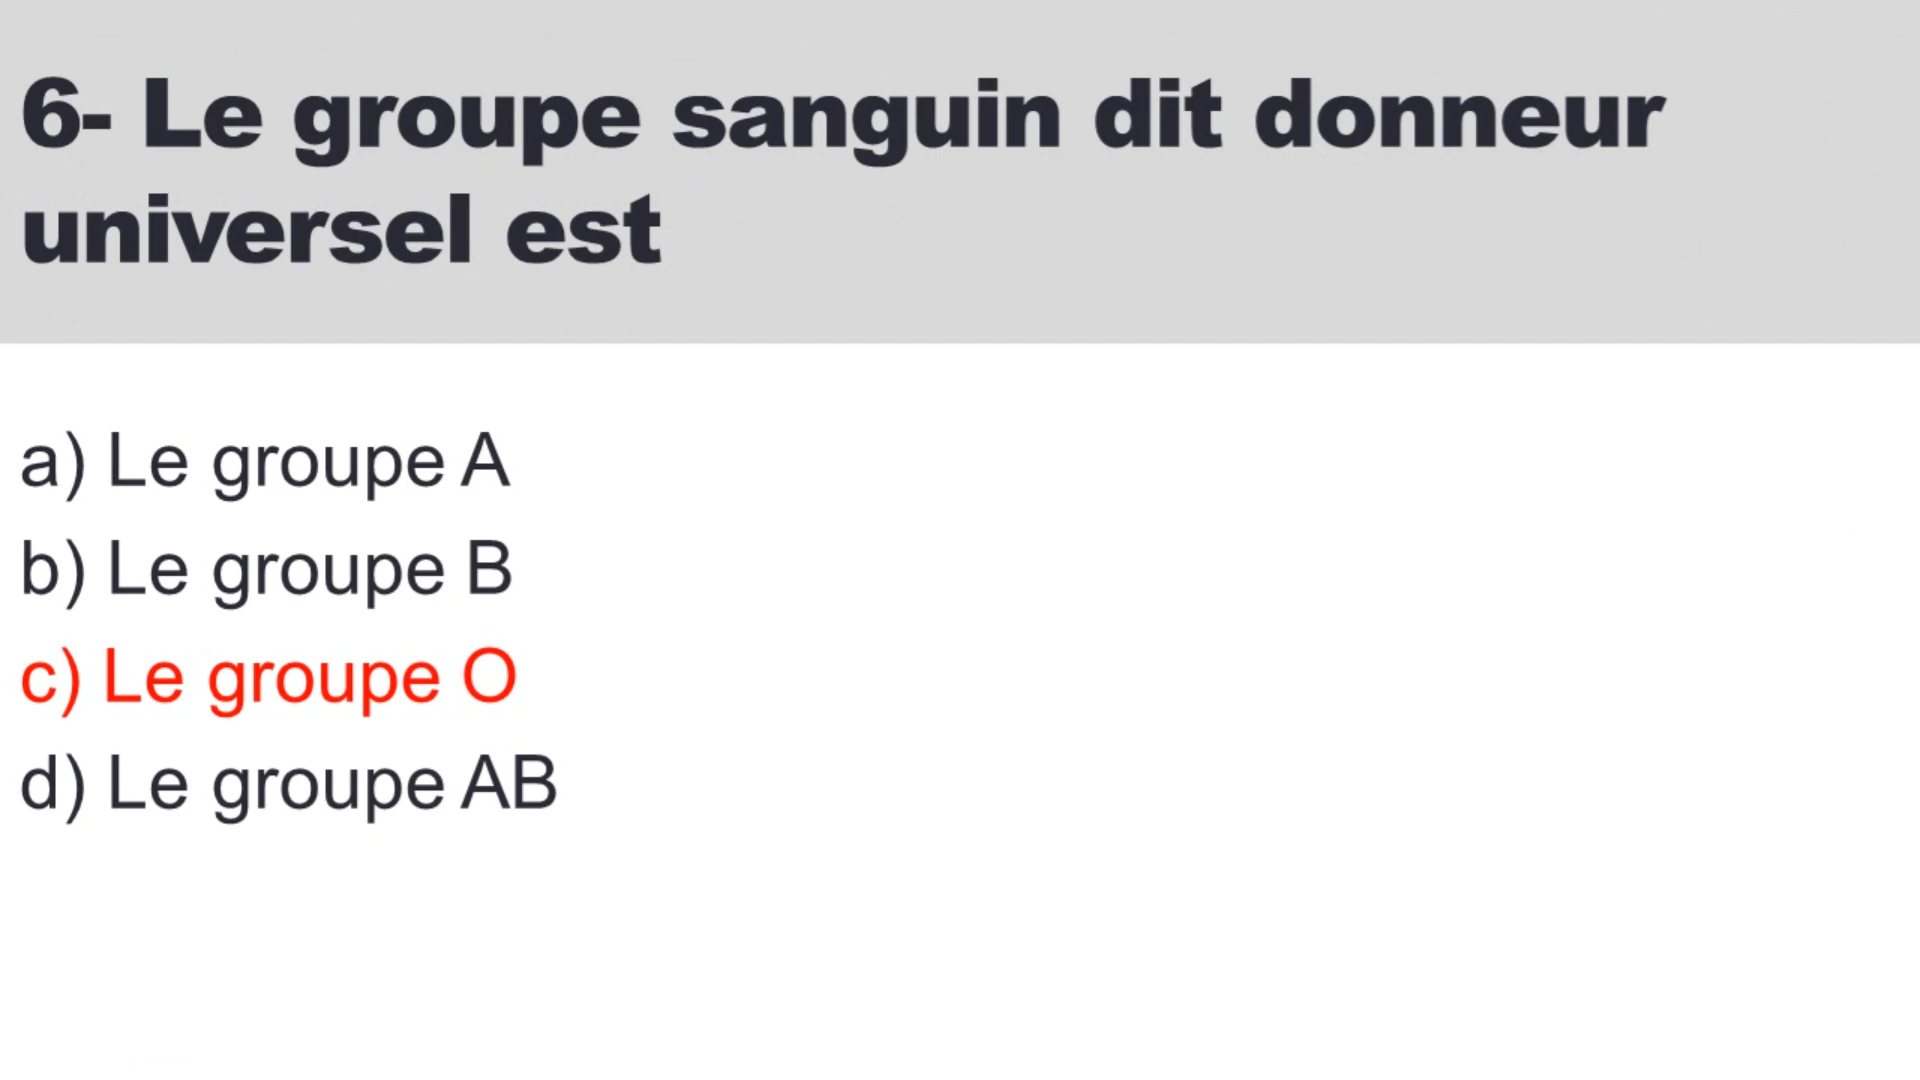 6- Le groupe sanguin dit donneur
universel est
a) Le groupe A
b) Le groupe B
c) Le groupe O
d) Le groupe AB